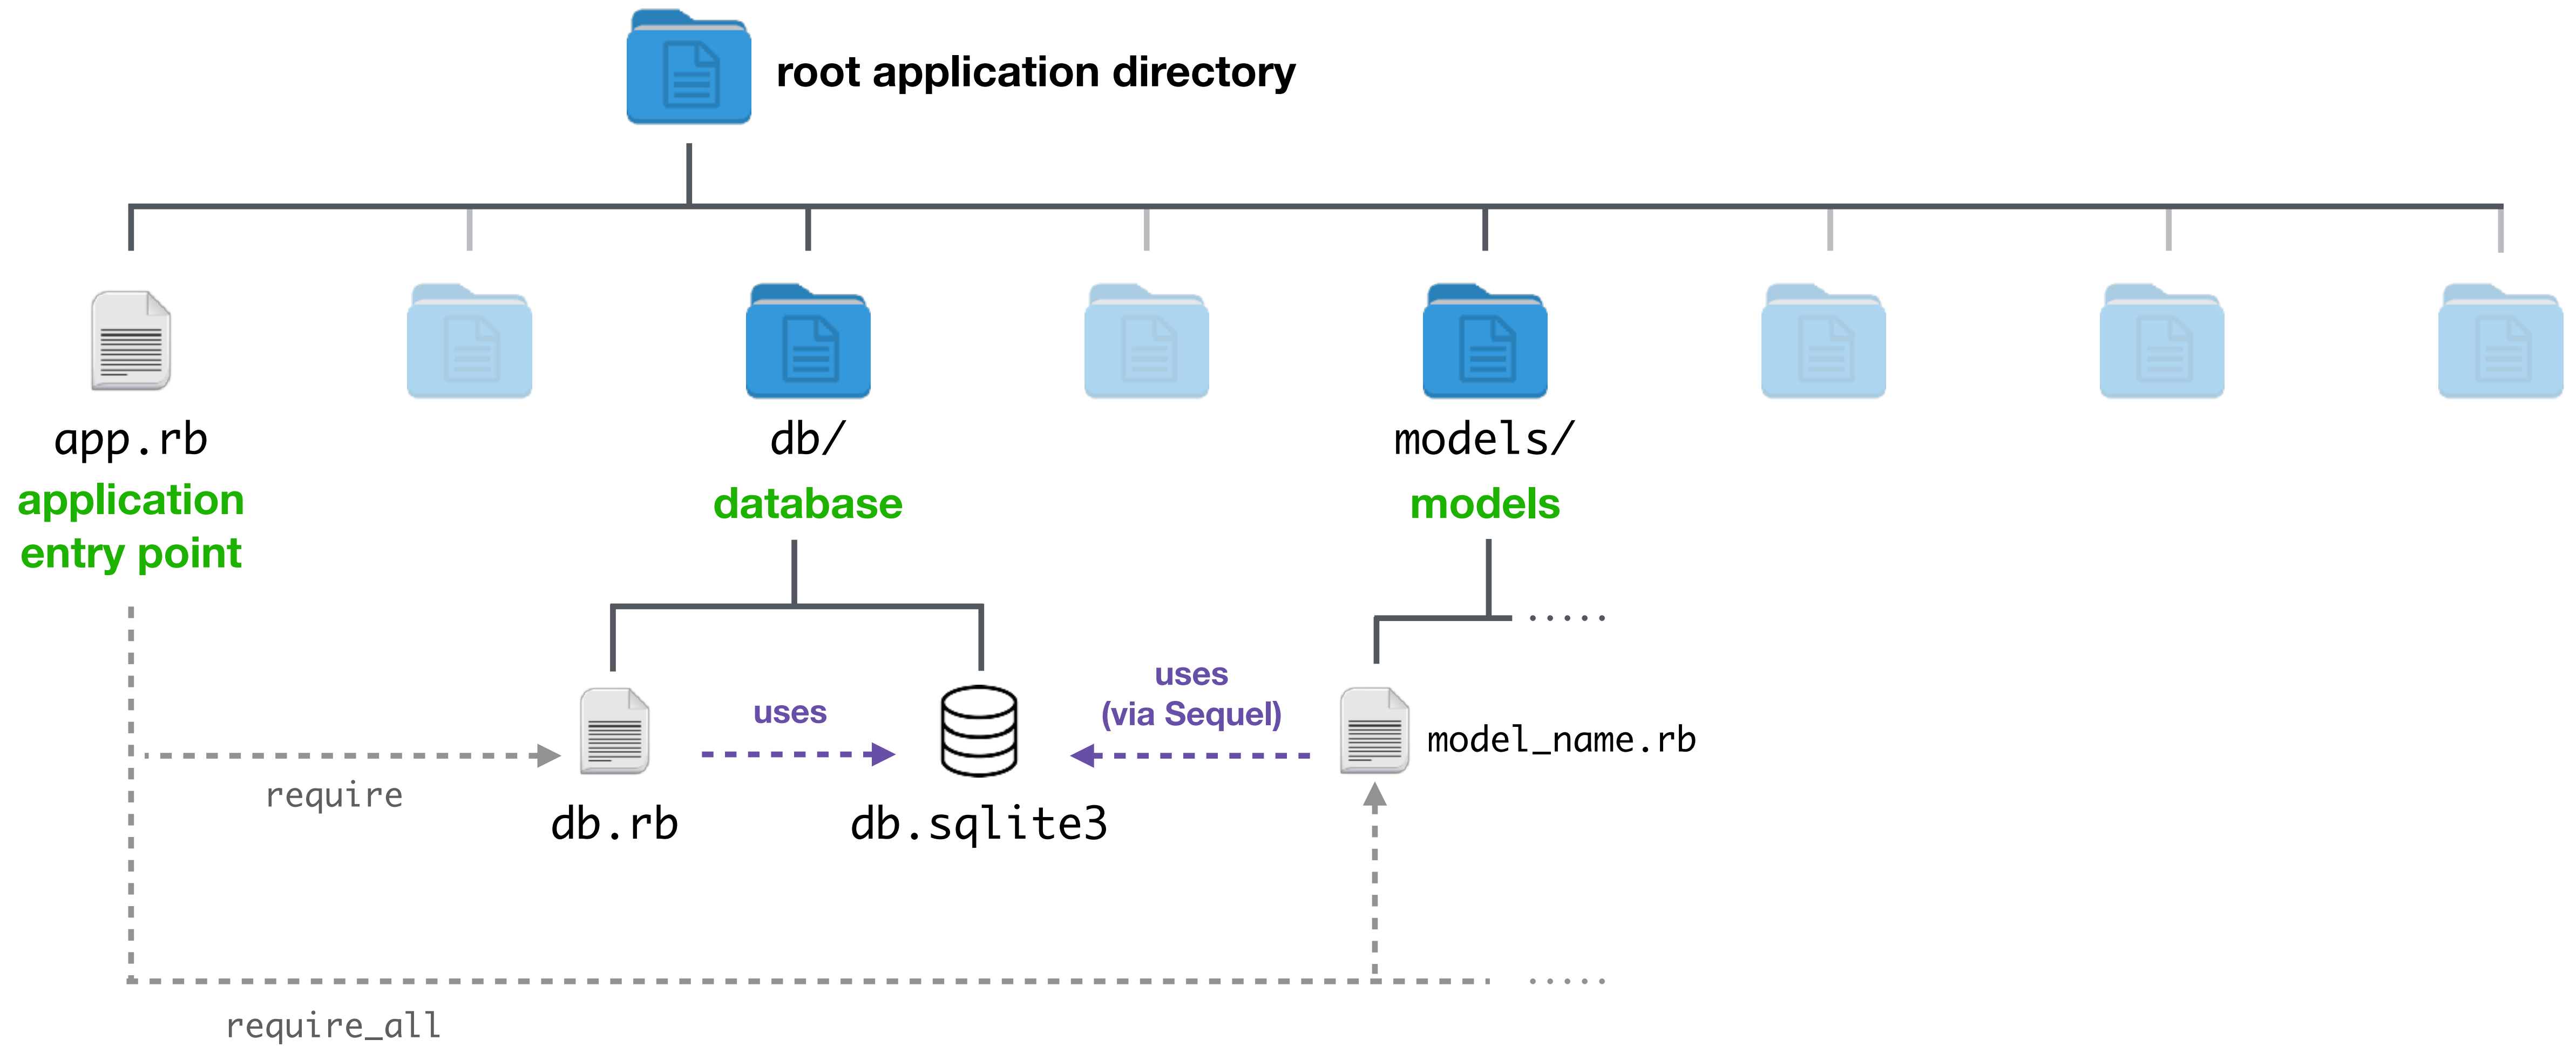 root application directory
app.rb
application
entry point
db/
database
models/
models
uses
uses
(via Sequel)
model_name.rb
require
db.rb
db.sqlite3
require_all